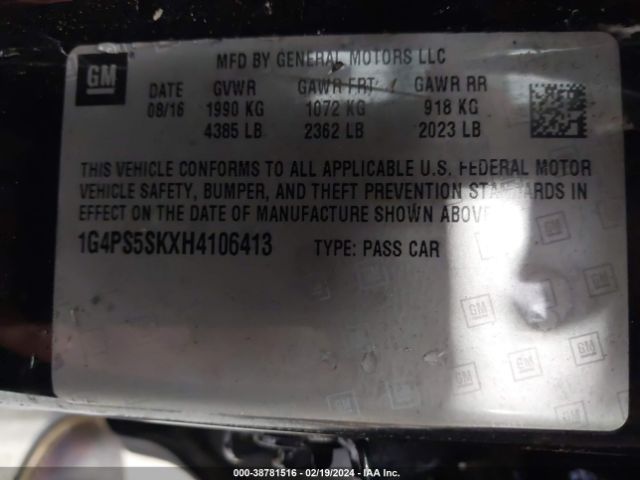 GM
MFD BY GENERAL MOTORS LLC
DATE GVWR GAWR FRT GAWR RR
08/16 1990 KG 1072 KG 918 KG
4385 LB 2362 LB 2023 LB
THIS VEHICLE CONFORMS TO ALL APPLICABLE U.S. FEDERAL MOTOR
VEHICLE SAFETY, BUMPER, AND THEFT PREVENTION STANDARDS IN
EFFECT ON THE DATE OF MANUFACTURE SHOWN ABOVE
1G4PS5SKXH4106413 TYPE: PASS CAR
000-38781516 - 02/19/2024 - IAA Inc.